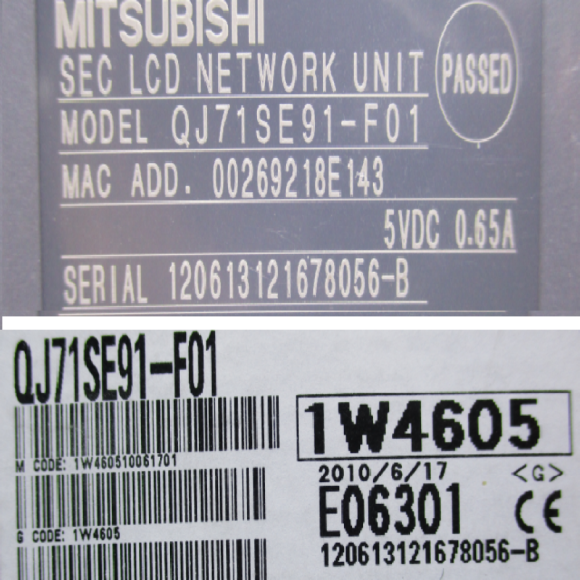 MITSUBISHI
SEC LCD NETWORK UNIT
PASSED
MODEL QJ71SE91-F01
MAC ADD. 00269218E143
5VDC 0.65A
SERIAL 120613121678056-B
QJ71SE91-F01
1W4605
M CODE: 1W460510061701
2010/6/17 <G>
E06301 CE
G CODE: 1W4605
120613121678056-B